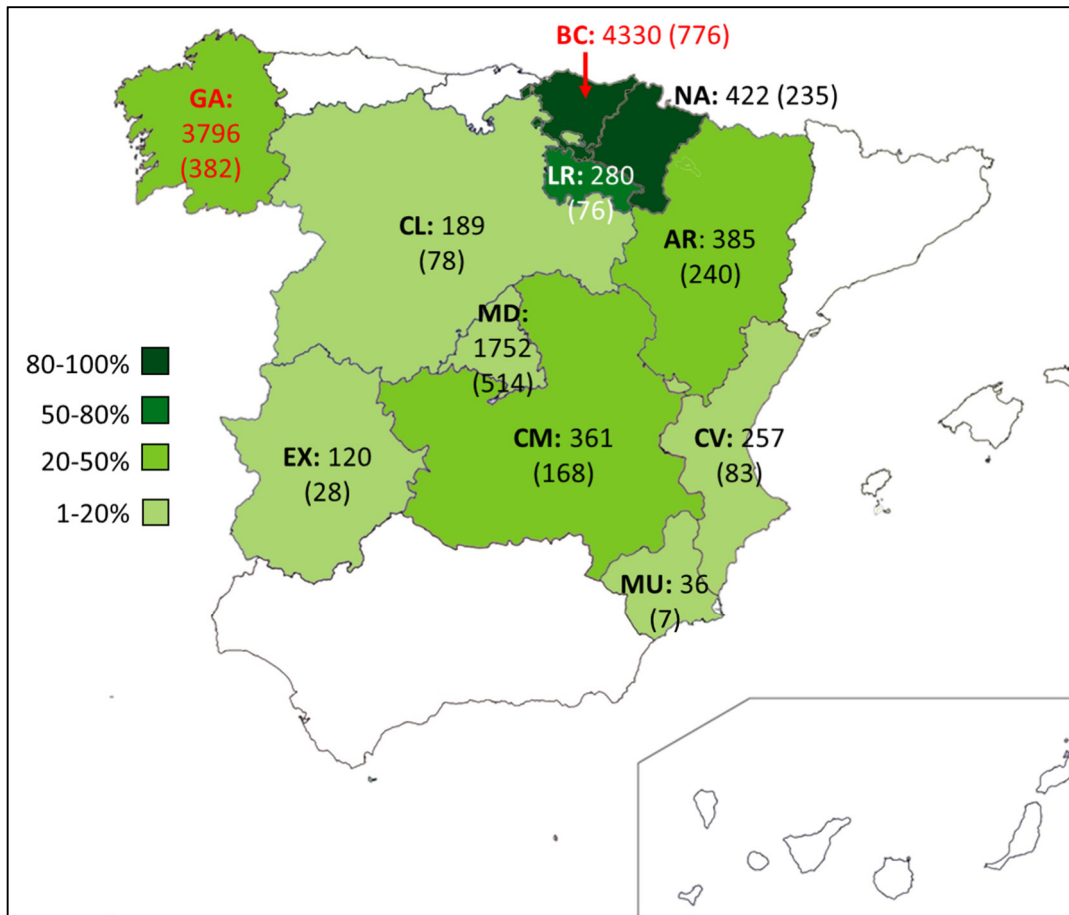 BC: 4330 (776)
GA:
3796
(382)
NA: 422 (235)
LR: 280
(76)
CL: 189
(78)
AR: 385
(240)
MD:
1752
(514)
80-100%
50-80%
20-50%
1-20%
EX: 120
(28)
CM: 361
(168)
CV: 257
(83)
MU: 36
(7)